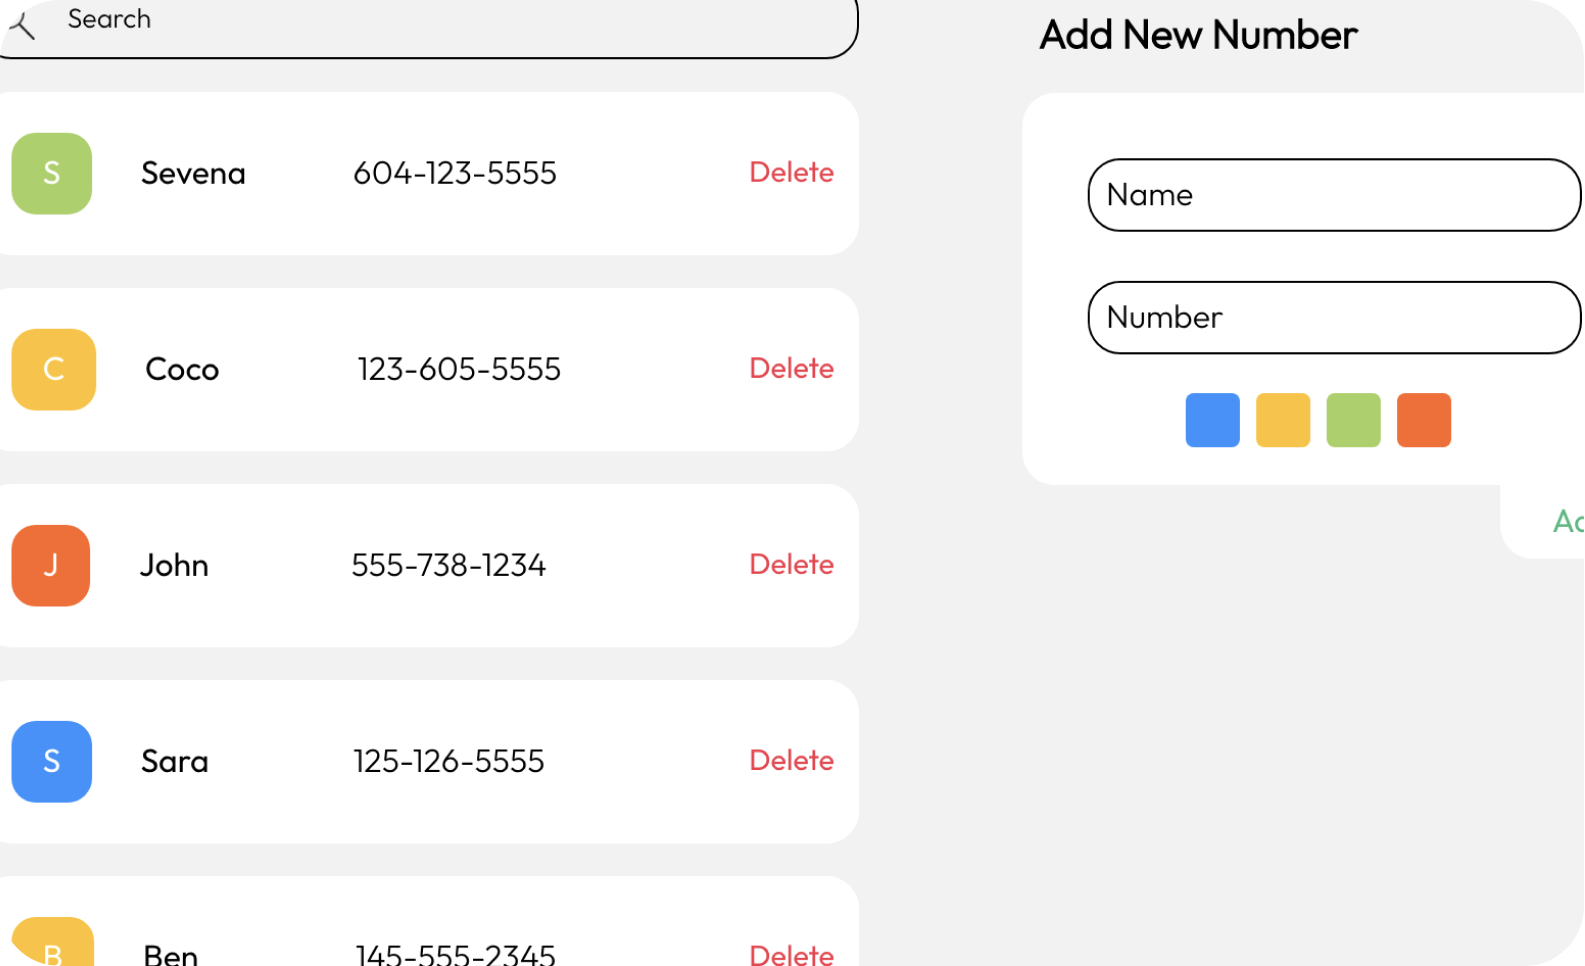 Search
S Sevena 604-123-5555 Delete
C Coco 123-605-5555 Delete
J John 555-738-1234 Delete
S Sara 125-126-5555 Delete
B Ben 145-555-2345 Delete
Add New Number
Name
Number